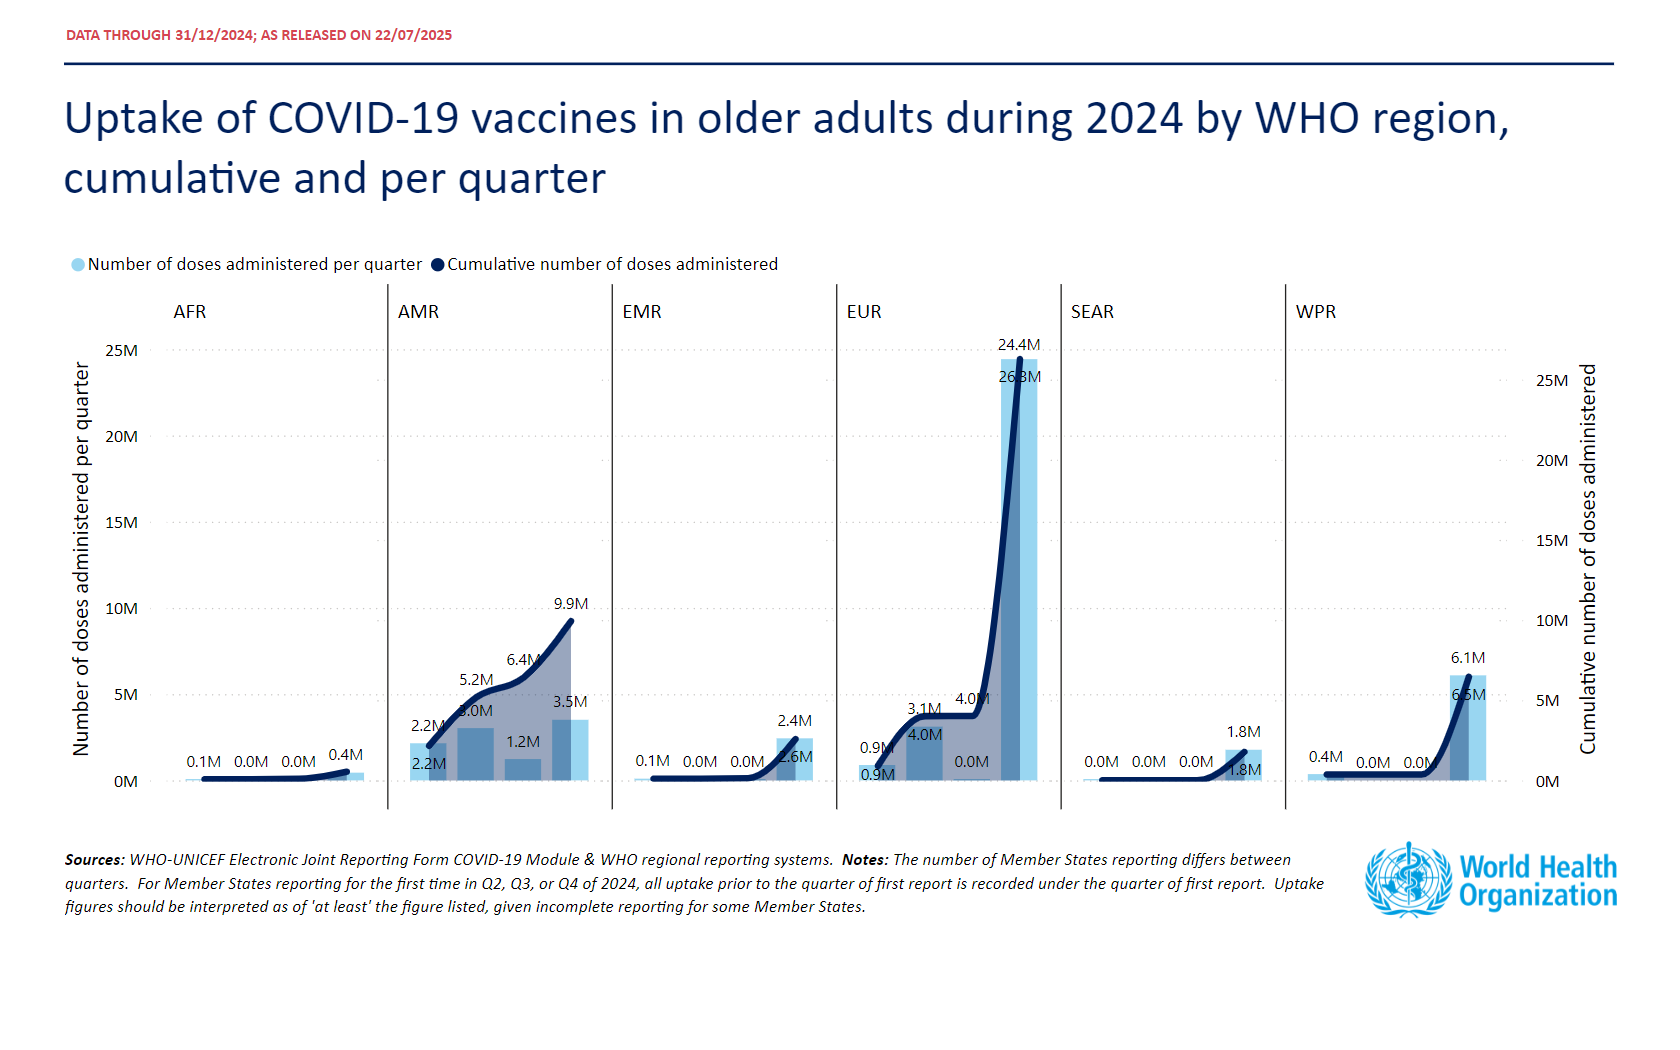 DATA THROUGH 31/12/2024; AS RELEASED ON 22/07/2025
Uptake of COVID-19 vaccines in older adults during 2024 by WHO region,
cumulative and per quarter
Number of doses administered per quarter Cumulative number of doses administered
AFR AMR EMR EUR SEAR WPR
Number of doses administered per quarter
25M
20M
15M
10M
5M
0M
0.1M 0.0M 0.0M 0.4M
2.2M 5.2M 6.4M 9.9M
2.2M 3.0M 1.2M 3.5M
0.1M 0.0M 0.0M 2.4M
2.6M
0.9M 3.1M 4.0M 24.4M
0.9M 4.0M 0.0M 26.3M
0.0M 0.0M 0.0M 1.8M
1.8M
0.4M 0.0M 0.0M 6.1M
6.5M
25M
20M
15M
10M
5M
0M
Cumulative number of doses administered
Sources: WHO-UNICEF Electronic Joint Reporting Form COVID-19 Module & WHO regional reporting systems. Notes: The number of Member States reporting differs between
quarters. For Member States reporting for the first time in Q2, Q3, or Q4 of 2024, all uptake prior to the quarter of first report is recorded under the quarter of first report. Uptake
figures should be interpreted as of 'at least' the figure listed, given incomplete reporting for some Member States.
World Health
Organization